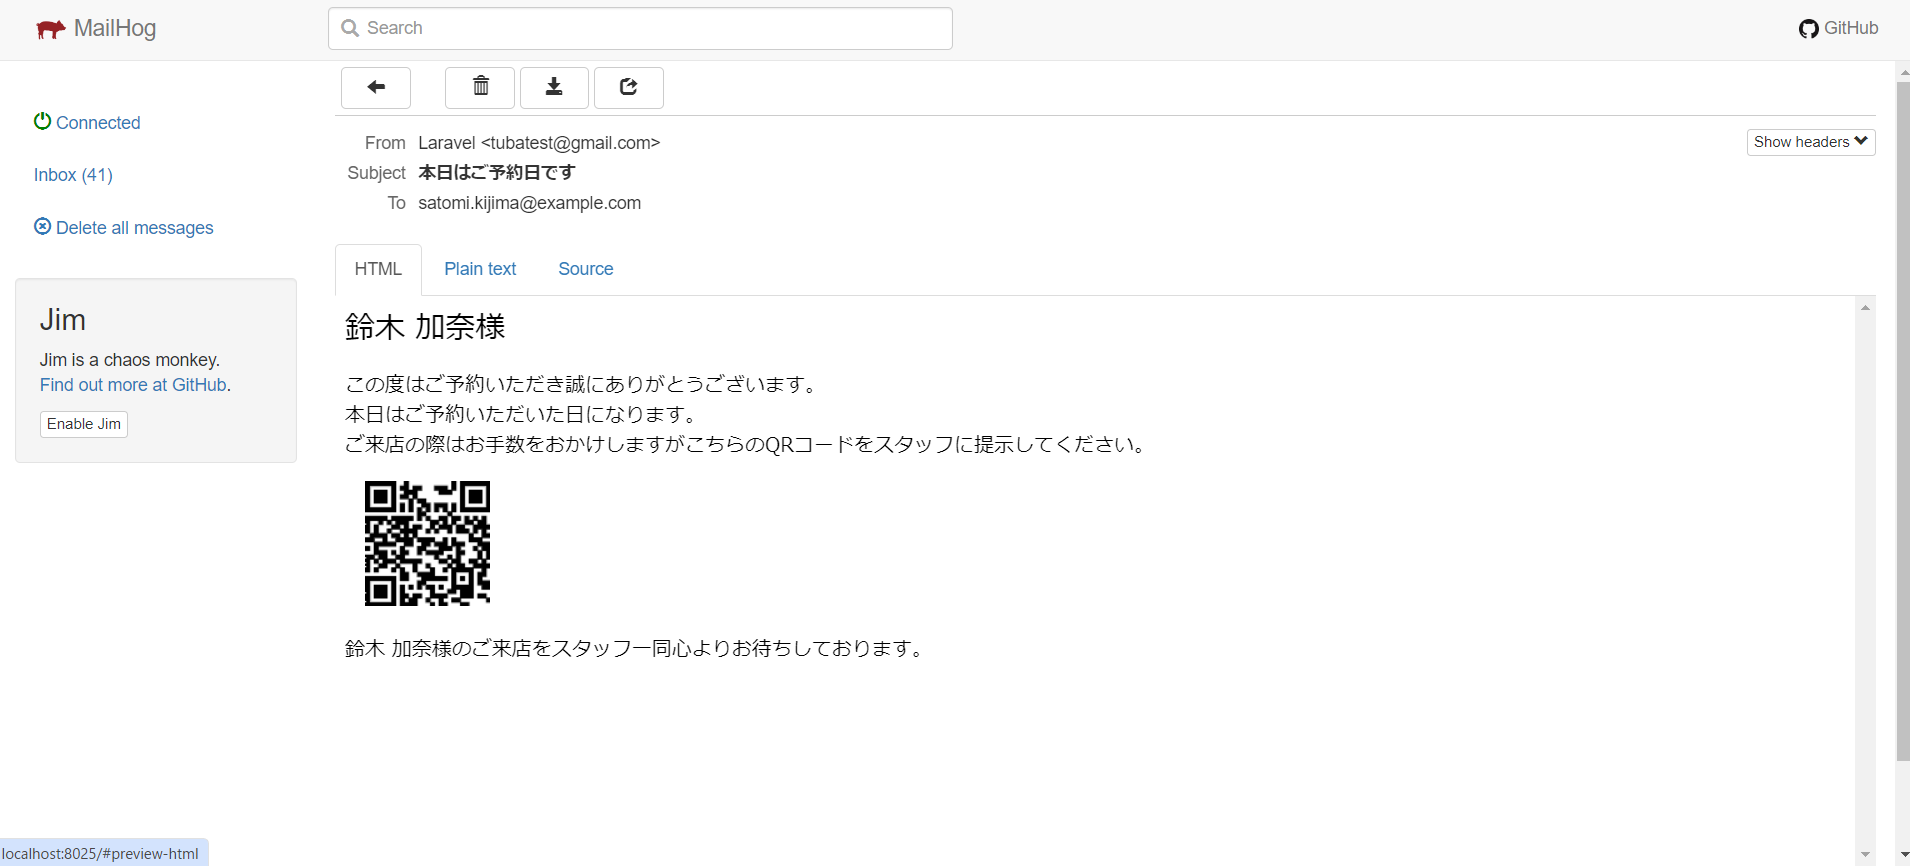 MailHog
Search
GitHub
Connected
Inbox (41)
Delete all messages
Jim
Jim is a chaos monkey.
Find out more at GitHub.
Enable Jim
From Laravel <tubatest@gmail.com>
Show headers
Subject 本日はご予約日です
To satomi.kijima@example.com
HTML Plain text Source
鈴木 加奈様
この度はご予約いただき誠にありがとうございます。
本日はご予約いただいた日になります。
ご来店の際はお手数をおかけしますがこちらのQRコードをスタッフに提示してください。
鈴木 加奈様のご来店をスタッフ一同心よりお待ちしております。
localhost:8025/#preview-html